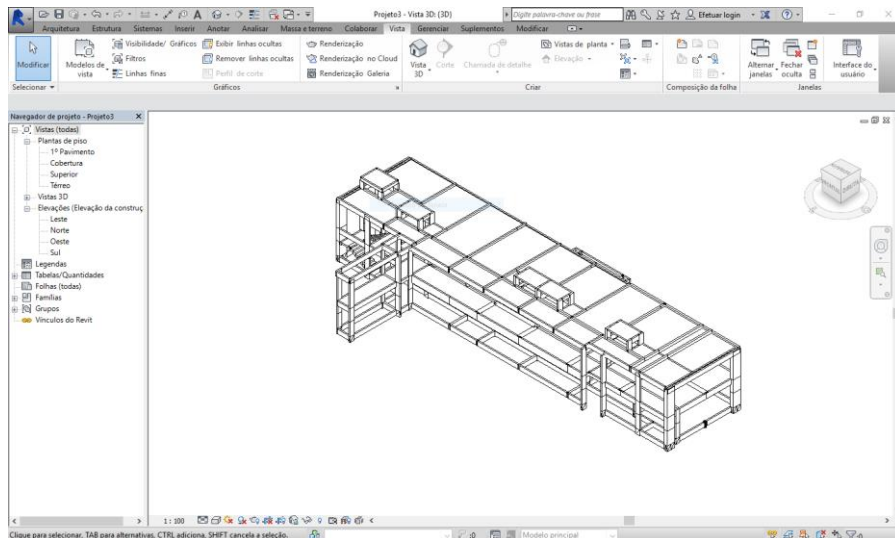 Projeto3 - Vista 3D: {3D}
Digite palavra-chave ou frase
Efetuar login
Arquitetura Estrutura Sistemas Inserir Anotar Analisar Massa e terreno Colaborar Vista Gerenciar Suplementos Modificar
Modificar
Modelos de vista
Visibilidade/ Gráficos
Filtros
Linhas finas
Exibir linhas ocultas
Remover linhas ocultas
Perfil de corte
Renderização
Renderização no Cloud
Renderização Galeria
Vista 3D
Corte
Chamada de detalhe
Vistas de planta
Elevação
Alternar janelas
Fechar oculta
Interface do usuário
Selecionar
Gráficos
Criar
Composição da folha
Janelas
Navegador de projeto - Projeto3
Vistas (todas)
Plantas de piso
1º Pavimento
Cobertura
Superior
Térreo
Vistas 3D
Elevações (Elevação da construç
Leste
Norte
Oeste
Sul
Legendas
Tabelas/Quantidades
Folhas (todas)
Famílias
Grupos
Vínculos do Revit
1 : 100
Clique para selecionar, TAB para alternativas, CTRL adiciona, SHIFT cancela a seleção.
:0
Modelo principal